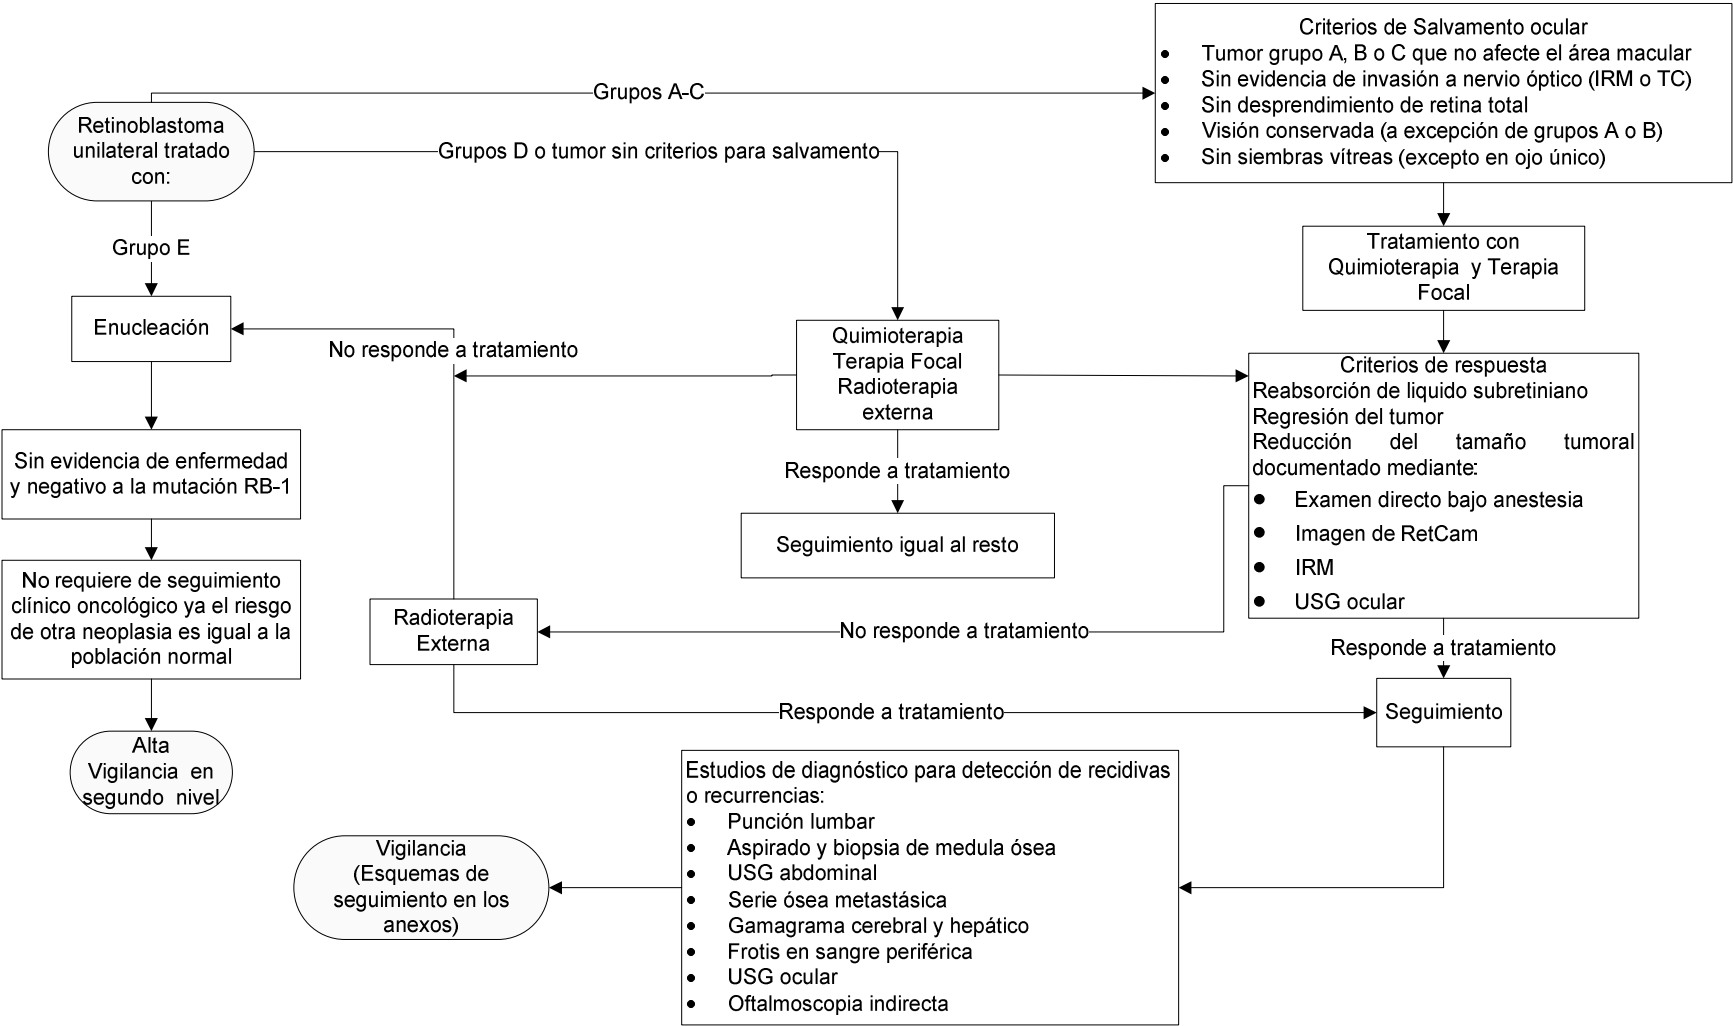 Criterios de Salvamento ocular
• Tumor grupo A, B o C que no afecte el área macular
• Sin evidencia de invasión a nervio óptico (IRM o TC)
• Sin desprendimiento de retina total
• Visión conservada (a excepción de grupos A o B)
• Sin siembras vítreas (excepto en ojo único)
Grupos A-C
Retinoblastoma
unilateral tratado
con:
Grupos D o tumor sin criterios para salvamento
Grupo E
Tratamiento con
Quimioterapia y Terapia
Focal
Enucleación
No responde a tratamiento
Quimioterapia
Terapia Focal
Radioterapia
externa
Criterios de respuesta
Reabsorción de liquido subretiniano
Regresión del tumor
Reducción del tamaño tumoral
documentado mediante:
• Examen directo bajo anestesia
• Imagen de RetCam
• IRM
• USG ocular
Sin evidencia de enfermedad
y negativo a la mutación RB-1
Responde a tratamiento
Seguimiento igual al resto
No requiere de seguimiento
clínico oncológico ya el riesgo
de otra neoplasia es igual a la
población normal
Radioterapia
Externa
No responde a tratamiento
Responde a tratamiento
Responde a tratamiento
Seguimiento
Alta
Vigilancia en
segundo nivel
Estudios de diagnóstico para detección de recidivas
o recurrencias:
• Punción lumbar
• Aspirado y biopsia de medula ósea
• USG abdominal
• Serie ósea metastásica
• Gamagrama cerebral y hepático
• Frotis en sangre periférica
• USG ocular
• Oftalmoscopia indirecta
Vigilancia
(Esquemas de
seguimiento en los
anexos)